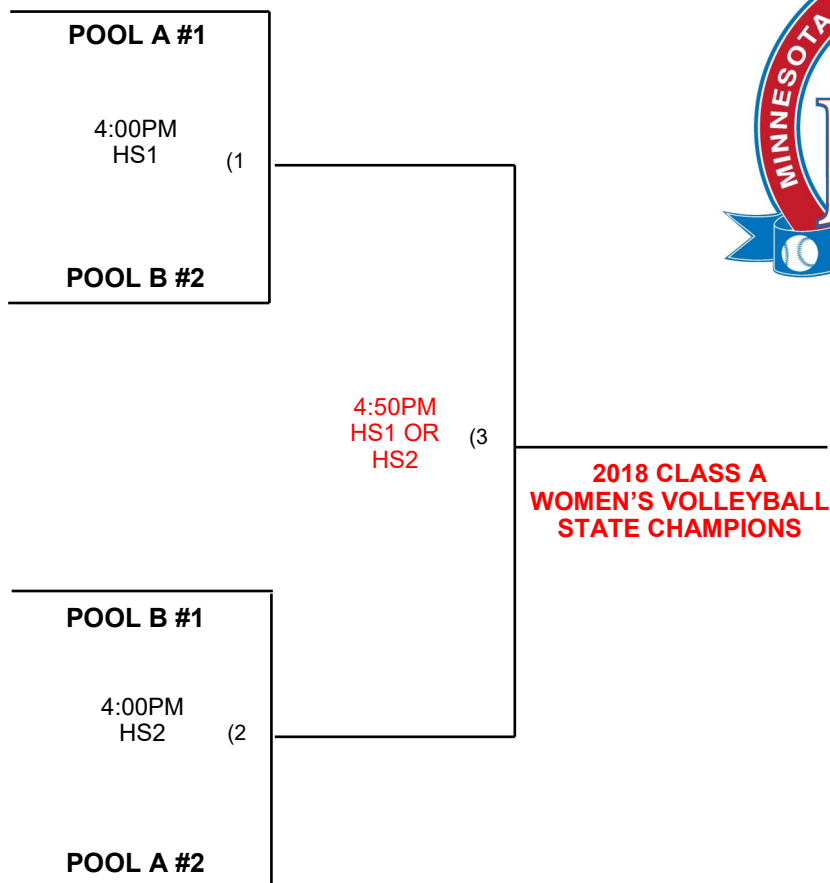 POOL A #1
4:00PM
HS1 (1
POOL B #2
MINNESOTA
4:50PM
HS1 OR (3
HS2
2018 CLASS A
WOMEN'S VOLLEYBALL
STATE CHAMPIONS
POOL B #1
4:00PM
HS2 (2
POOL A #2